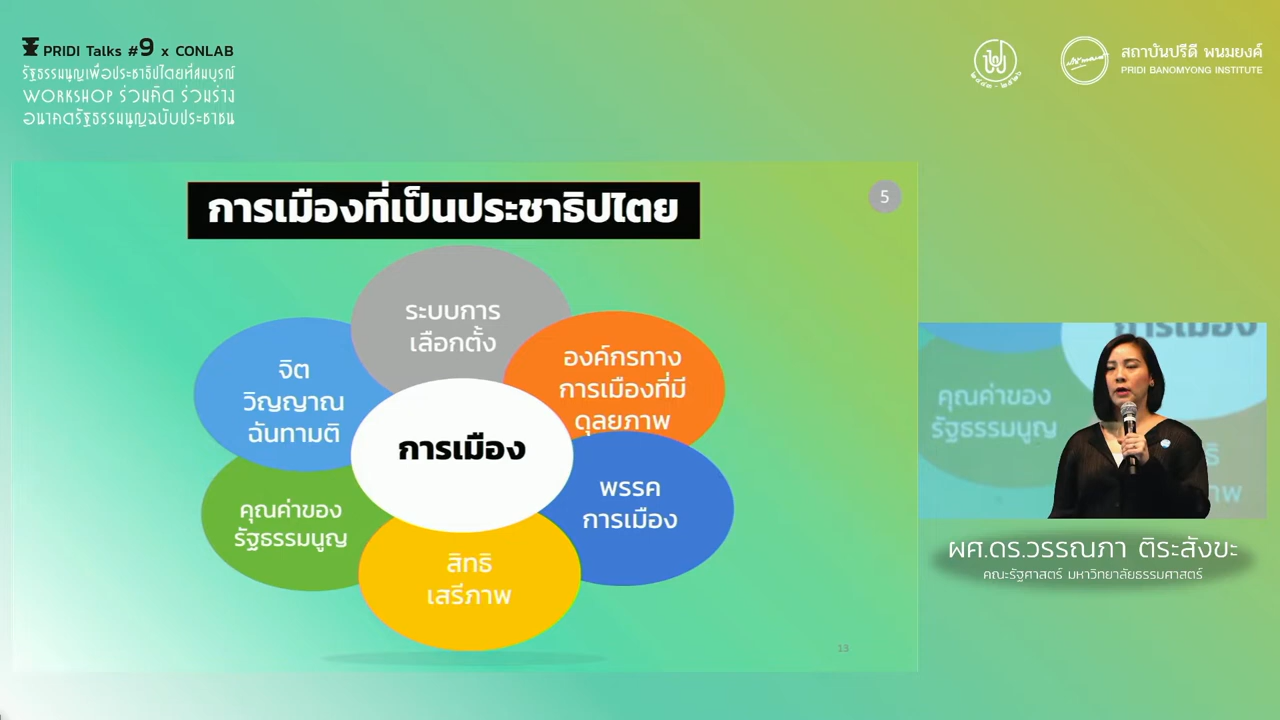 PRIDI Talks #9 x CONLAB
รัฐธรรมนูญเพื่อประชาธิปไตยที่สมบูรณ์
WORKSHOP ร่วมคิด ร่วมร่าง
อนาคตรัฐธรรมนูญฉบับประชาชน
๒๔๔๓ - ๒๕๒๖
สถาบันปรีดี พนมยงค์
PRIDI BANOMYONG INSTITUTE
การเมืองที่เป็นประชาธิปไตย
5
ระบบการ
เลือกตั้ง
องค์กรทาง
การเมืองที่มี
ดุลยภาพ
จิต
วิญญาณ
ฉันทามติ
การเมือง
พรรค
การเมือง
คุณค่าของ
รัฐธรรมนูญ
สิทธิ
เสรีภาพ
13
การเมือง
คุณค่าของ
รัฐธรรมนูญ
ผศ.ดร.วรรณภา ติระสังขะ
คณะรัฐศาสตร์ มหาวิทยาลัยธรรมศาสตร์